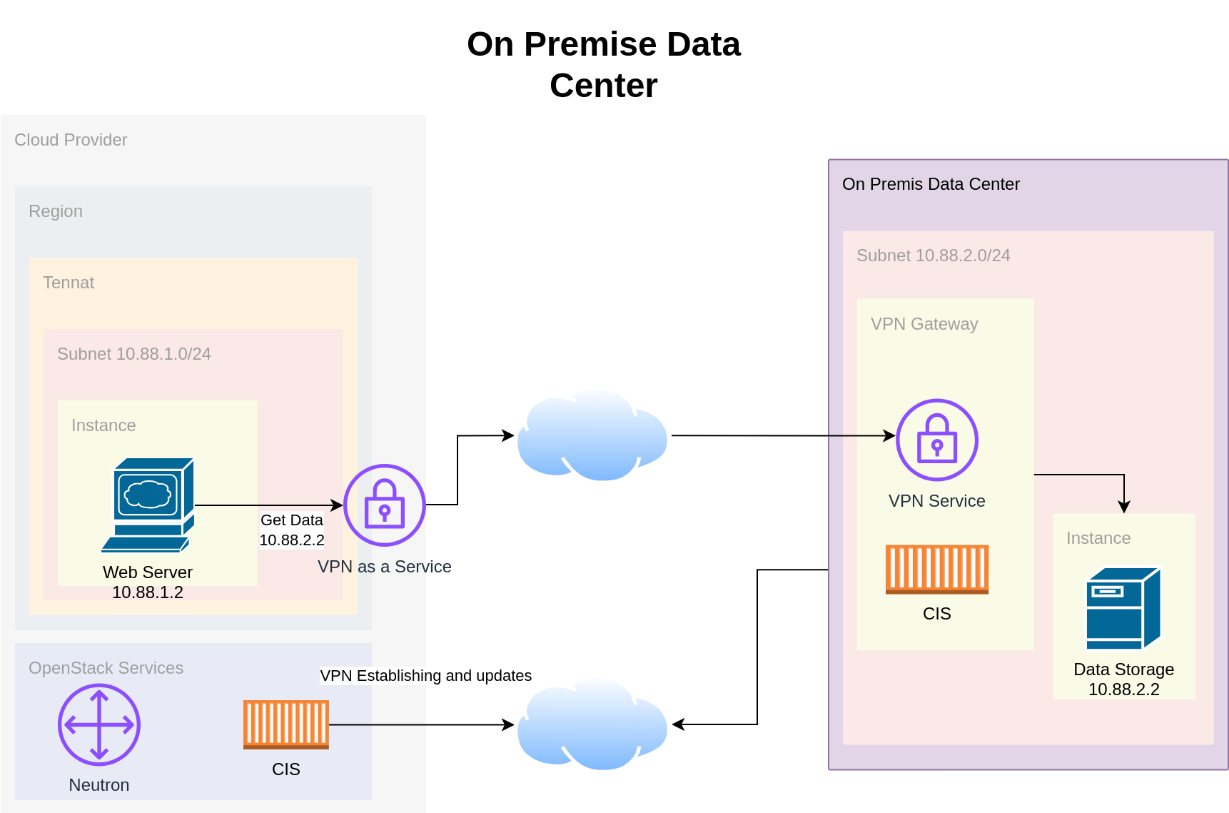 On Premise Data
Center
Cloud Provider
Region
Tennat
Subnet 10.88.1.0/24
Instance
Web Server
10.88.1.2
Get Data
10.88.2.2
VPN as a Service
OpenStack Services
Neutron
CIS
VPN Establishing and updates
On Premis Data Center
Subnet 10.88.2.0/24
VPN Gateway
VPN Service
CIS
Instance
Data Storage
10.88.2.2